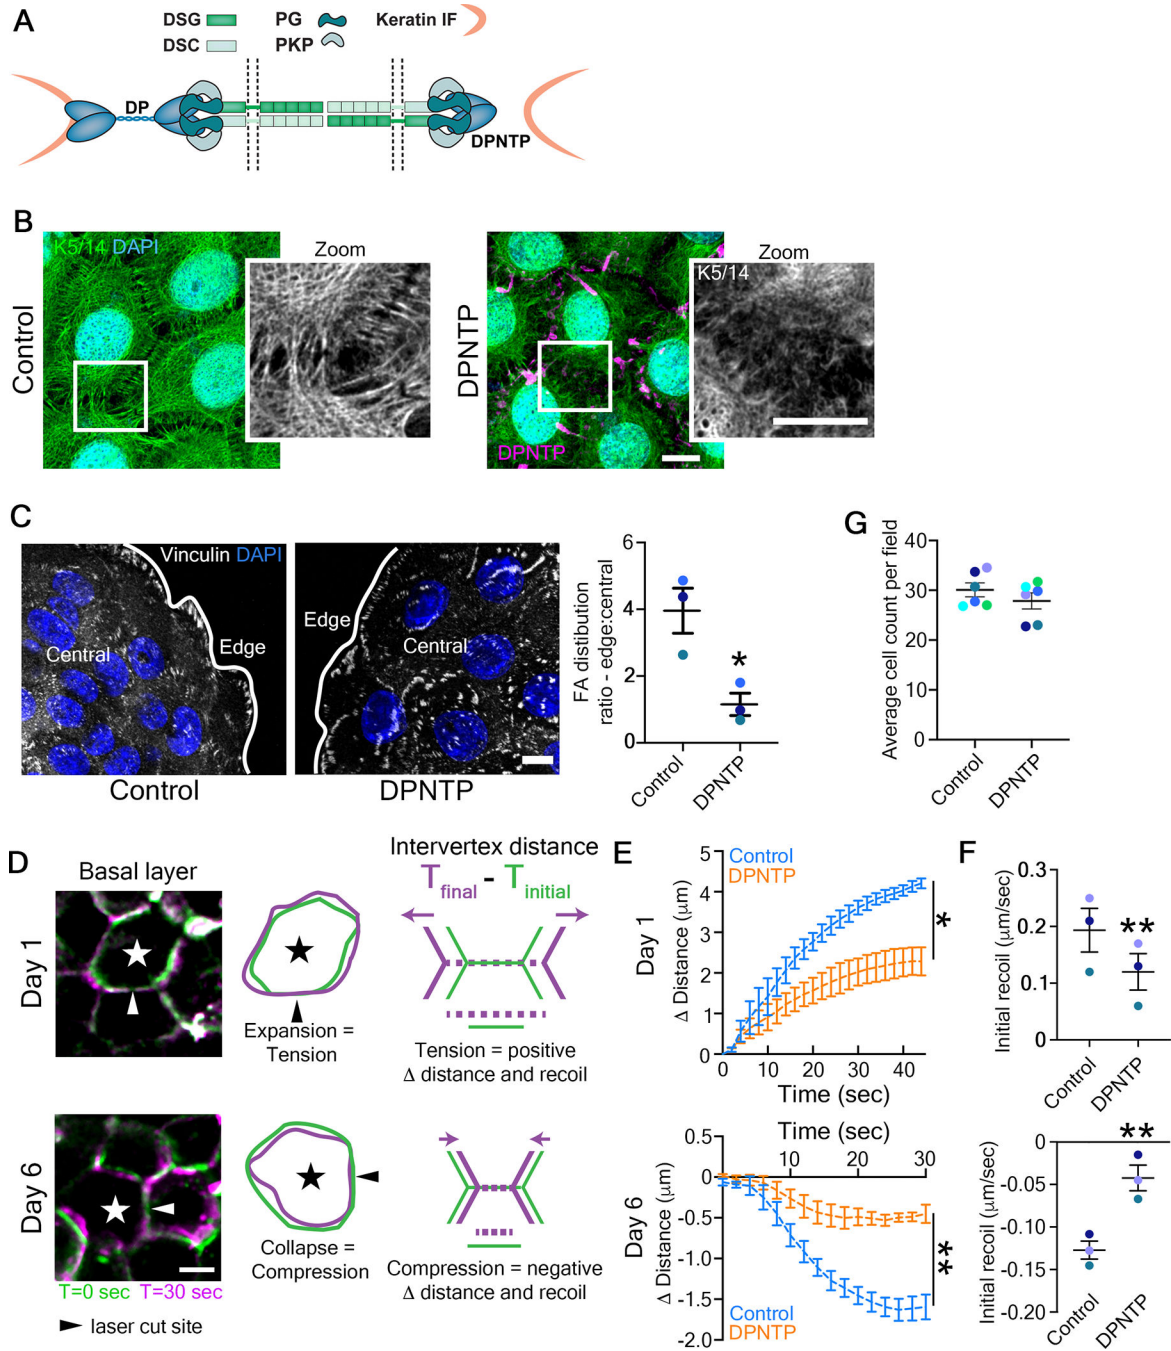 A
DSG
PG
Keratin IF
DSC
PKP
DP
DPNTP
B
K5/14 DAPI
Zoom
Control
Zoom
K5/14
DPNTP
DPNTP
C
Vinculin DAPI
Edge
Central
Control
Edge
Central
DPNTP
FA distibution
ratio - edge:central
6
4
2
0
*
Control
DPNTP
G
Average cell count per field
40
30
20
10
0
Control
DPNTP
D
Basal layer
Day 1
Expansion =
Tension
Intervertex distance
Tfinal - Tinitial
Tension = positive
Δ distance and recoil
Day 6
T=0 sec T=30 sec
laser cut site
Collapse =
Compression
Compression = negative
Δ distance and recoil
E
Day 1
Δ Distance (μm)
5
4
3
2
1
0
Control
DPNTP
*
0 10 20 30 40
Time (sec)
Day 6
Δ Distance (μm)
Time (sec)
10 20 30
0.5
0
-0.5
-1.0
-1.5
-2.0
Control
DPNTP
**
F
Initial recoil (μm/sec)
0.3
0.2
0.1
0
**
Control
DPNTP
Initial recoil (μm/sec)
0
-0.05
-0.10
-0.15
-0.20
**
Control
DPNTP